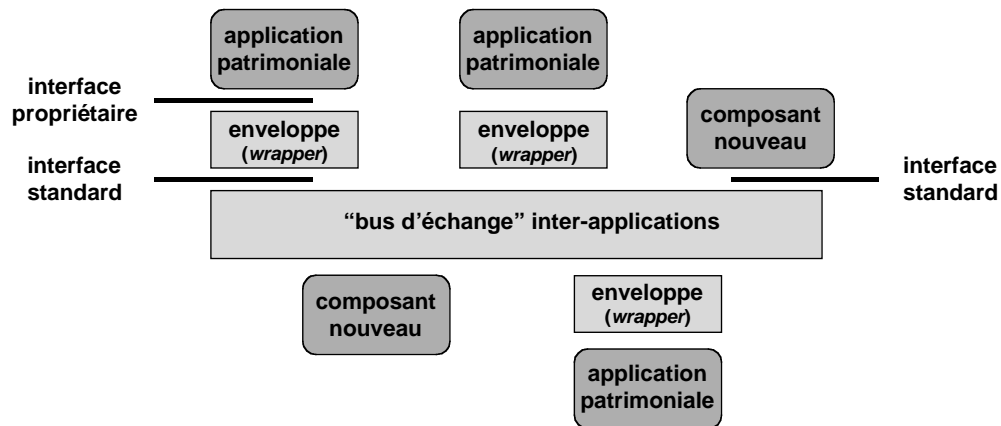 application
patrimoniale
application
patrimoniale
interface
propriétaire
enveloppe
(wrapper)
enveloppe
(wrapper)
composant
nouveau
interface
standard
interface
standard
“bus d’échange” inter-applications
composant
nouveau
enveloppe
(wrapper)
application
patrimoniale